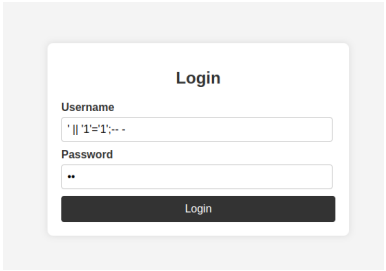 Login
Username
' || '1'='1';-- -
Password
••
Login